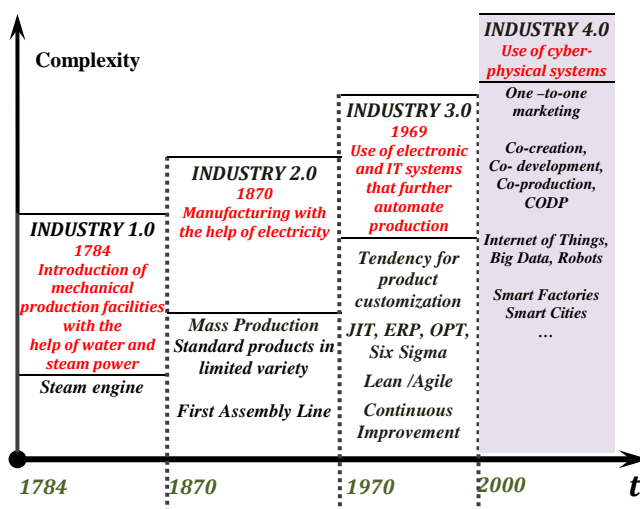 Complexity
INDUSTRY 1.0
1784
Introduction of
mechanical
production facilities
with the
help of water and
steam power
Steam engine
INDUSTRY 2.0
1870
Manufacturing with
the help of electricity
Mass Production
Standard products in
limited variety
First Assembly Line
INDUSTRY 3.0
1969
Use of electronic
and IT systems
that further
automate
production
Tendency for
product
customization
JIT, ERP, OPT,
Six Sigma
Lean /Agile
Continuous
Improvement
INDUSTRY 4.0
Use of cyber-
physical systems
One –to-one
marketing
Co-creation,
Co- development,
Co-production,
CODP
Internet of Things,
Big Data, Robots
Smart Factories
Smart Cities
…
1784
1870
1970
2000
t